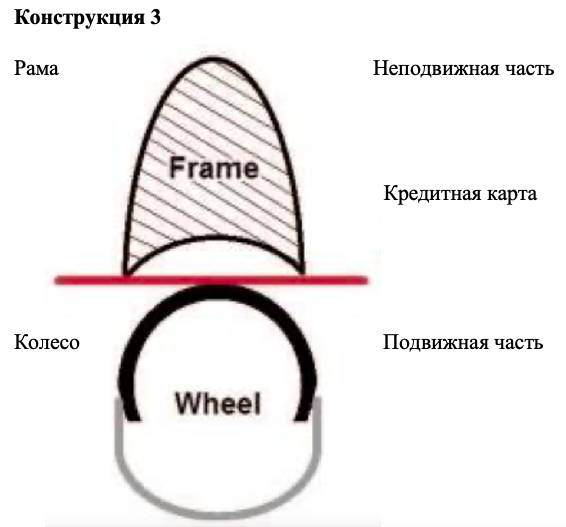 Конструкция 3
Рама
Неподвижная часть
Frame
Кредитная карта
Колесо
Подвижная часть
Wheel